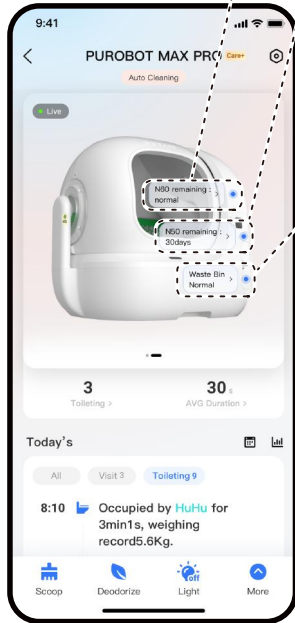 9:41
PUROBOT MAX PRO Care+
Auto Cleaning
Live
N60 remaining :
normal
N50 remaining :
30days
Waste Bin
Normal
3
Toileting >
30 s
AVG Duration >
Today's
All
Visit 3
Toileting 9
8:10 Occupied by HuHu for
3min1s, weighing
record5.6Kg.
off
Scoop
Deodorize
Light
More